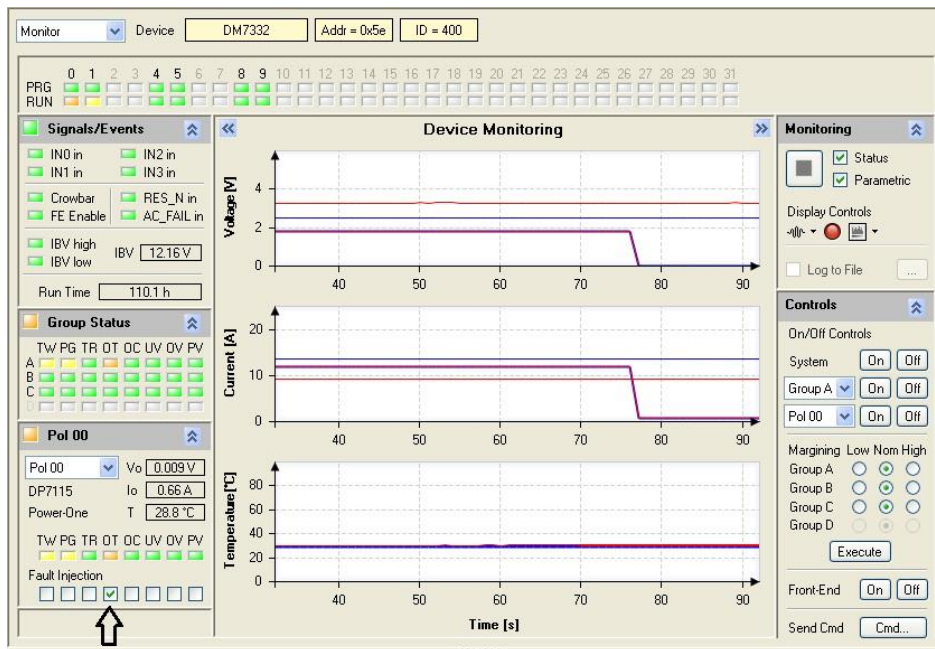 Monitor Device DM7332 Addr = 0x5e ID = 400
0 1 2 3 4 5 6 7 8 9 10 11 12 13 14 15 16 17 18 19 20 21 22 23 24 25 26 27 28 29 30 31
PRG
RUN
Signals/Events
IN0 in IN2 in
IN1 in IN3 in
Crowbar RES_N in
FE Enable AC_FAIL in
IBV high
IBV low
IBV 12.16 V
Run Time 110.1 h
Group Status
TW PG TR OT OC UV OV PV
A
B
C
D
Pol 00
Pol 00 Vo 0.009 V
DP7115 Io 0.66 A
Power-One T 28.8 °C
TW PG TR OT OC UV OV PV
Fault Injection
Device Monitoring
Voltage [V]
4
2
0
40 50 60 70 80 90
Current [A]
20
10
0
40 50 60 70 80 90
Temperature [°C]
80
60
40
20
0
40 50 60 70 80 90
Time [s]
Monitoring
Status
Parametric
Display Controls
Log to File ...
Controls
On/Off Controls
System On Off
Group A On Off
Pol 00 On Off
Margining Low Nom High
Group A
Group B
Group C
Group D
Execute
Front-End On Off
Send Cmd Cmd...